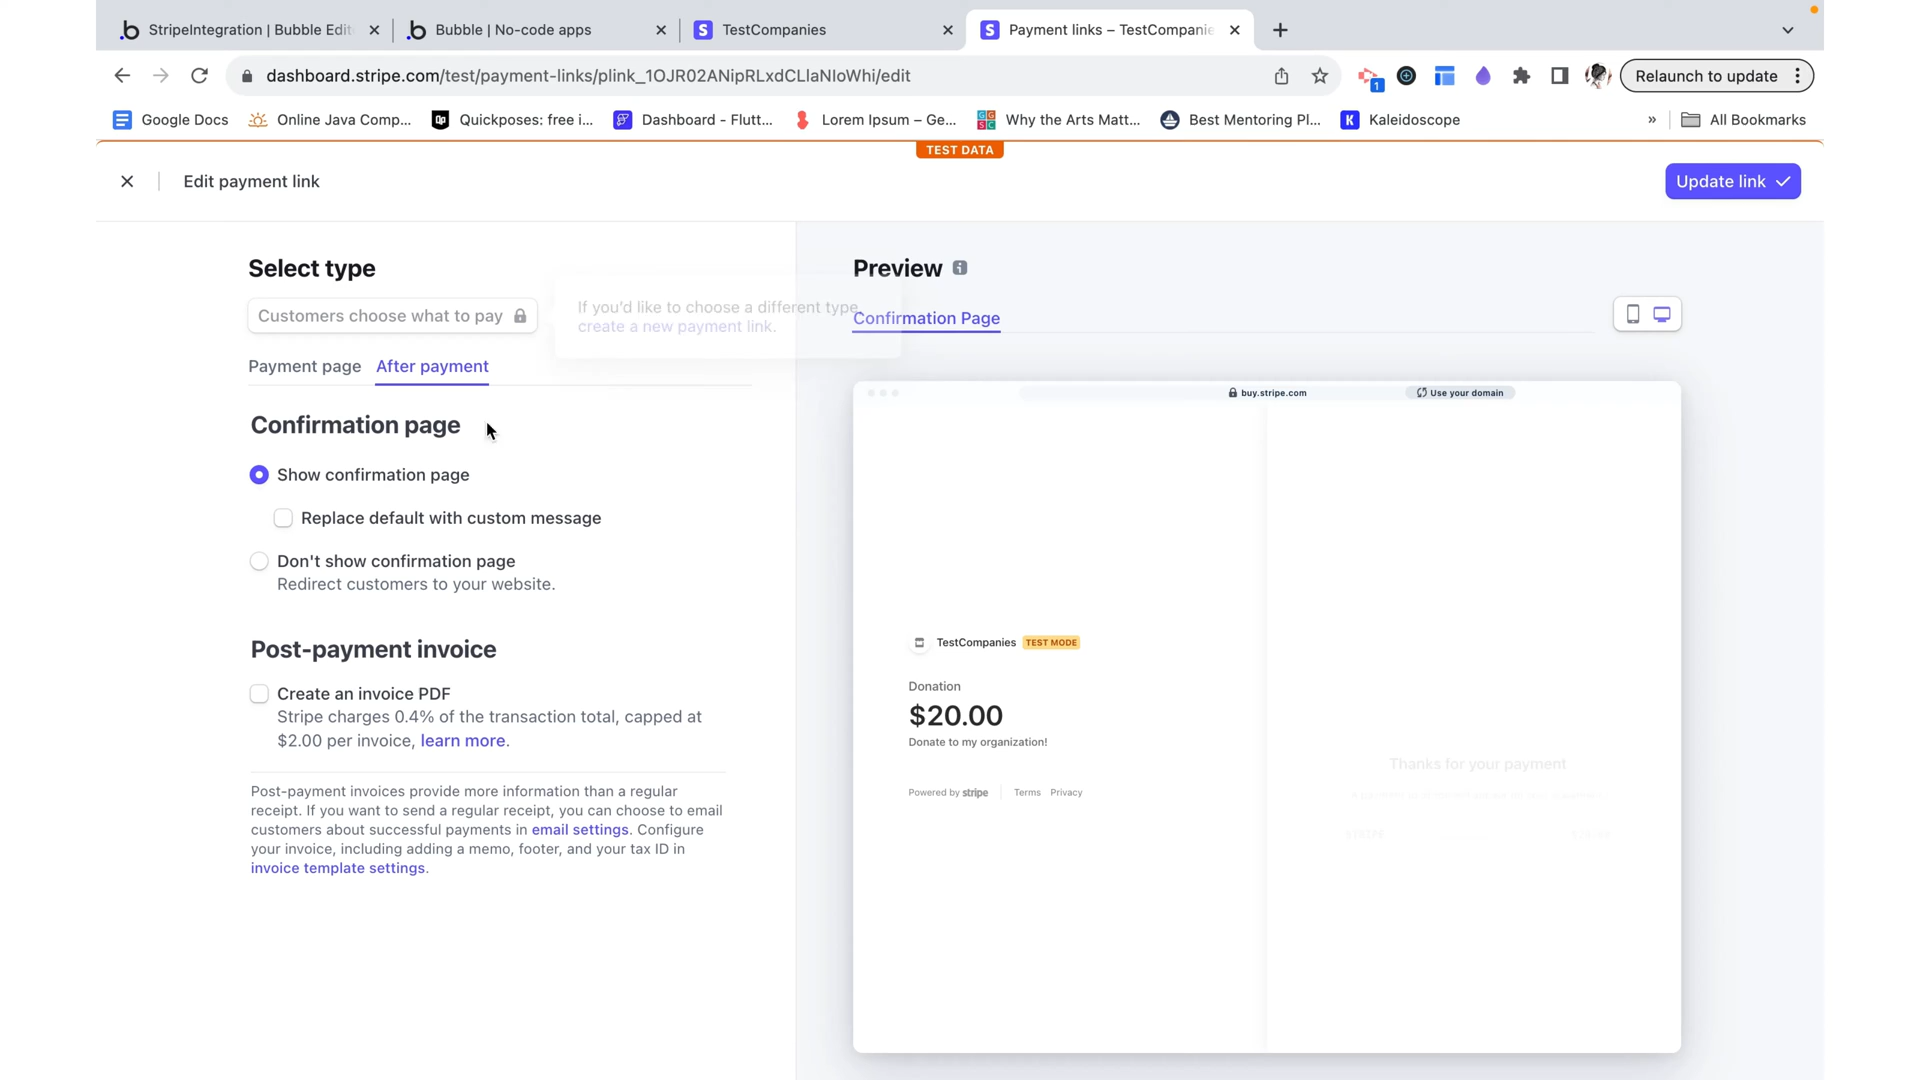 StripeIntegration | Bubble Edit
Bubble | No-code apps
TestCompanies
Payment links – TestCompanie
dashboard.stripe.com/test/payment-links/plink_1OJR02ANipRLxdCLlaNIoWhi/edit
1
Relaunch to update
Google Docs
Online Java Comp...
Quickposes: free i...
Dashboard - Flutt...
Lorem Ipsum – Ge...
Why the Arts Matt...
Best Mentoring Pl...
Kaleidoscope
»
All Bookmarks
TEST DATA
Edit payment link
Update link
Select type
Customers choose what to pay
If you'd like to choose a different type,
create a new payment link.
Payment page
After payment
Confirmation page
Show confirmation page
Replace default with custom message
Don't show confirmation page
Redirect customers to your website.
Post-payment invoice
Create an invoice PDF
Stripe charges 0.4% of the transaction total, capped at
$2.00 per invoice, learn more.
Post-payment invoices provide more information than a regular
receipt. If you want to send a regular receipt, you can choose to email
customers about successful payments in email settings. Configure
your invoice, including adding a memo, footer, and your tax ID in
invoice template settings.
Preview
Confirmation Page
buy.stripe.com
Use your domain
TestCompanies TEST MODE
Donation
$20.00
Donate to my organization!
Powered by stripe
Terms
Privacy
Thanks for your payment